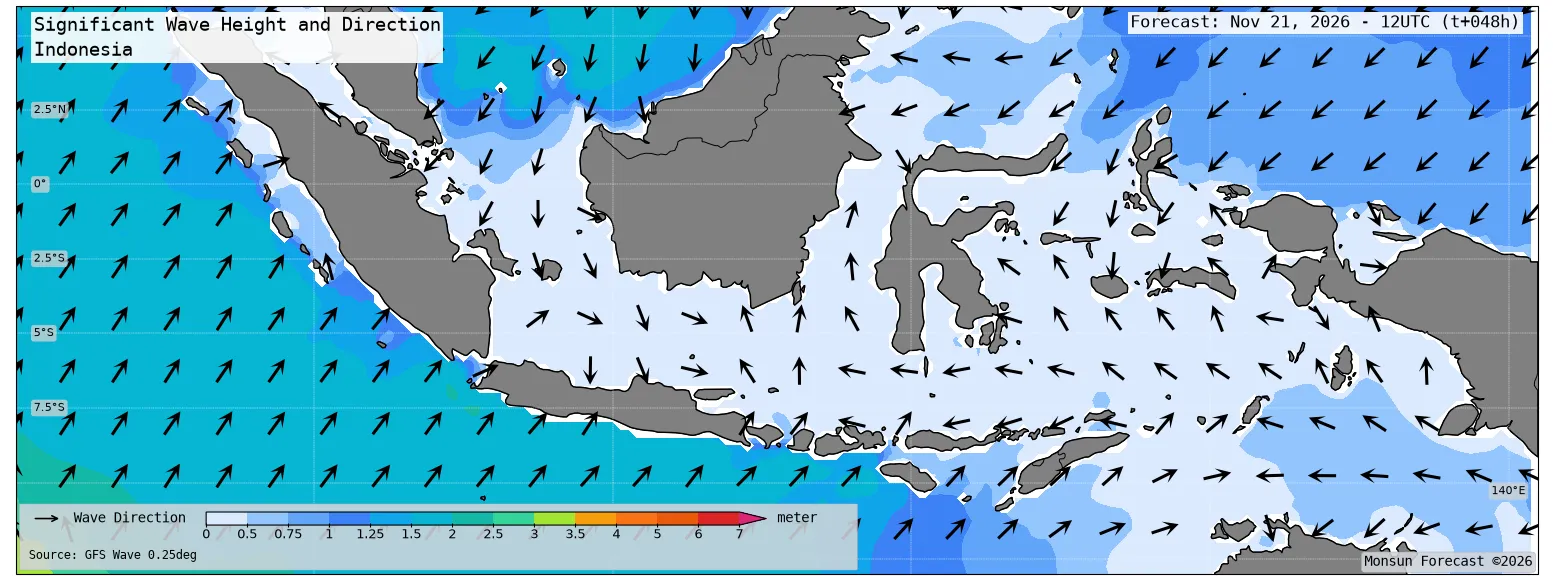 Significant Wave Height and Direction
Indonesia
Forecast: Nov 21, 2026 - 12UTC (t+048h)
2.5°N
0°
2.5°S
5°S
7.5°S
140°E
Wave Direction
meter
0 0.5 0.75 1 1.25 1.5 2 2.5 3 3.5 4 5 6 7
Source: GFS Wave 0.25deg
Monsun Forecast ©2026